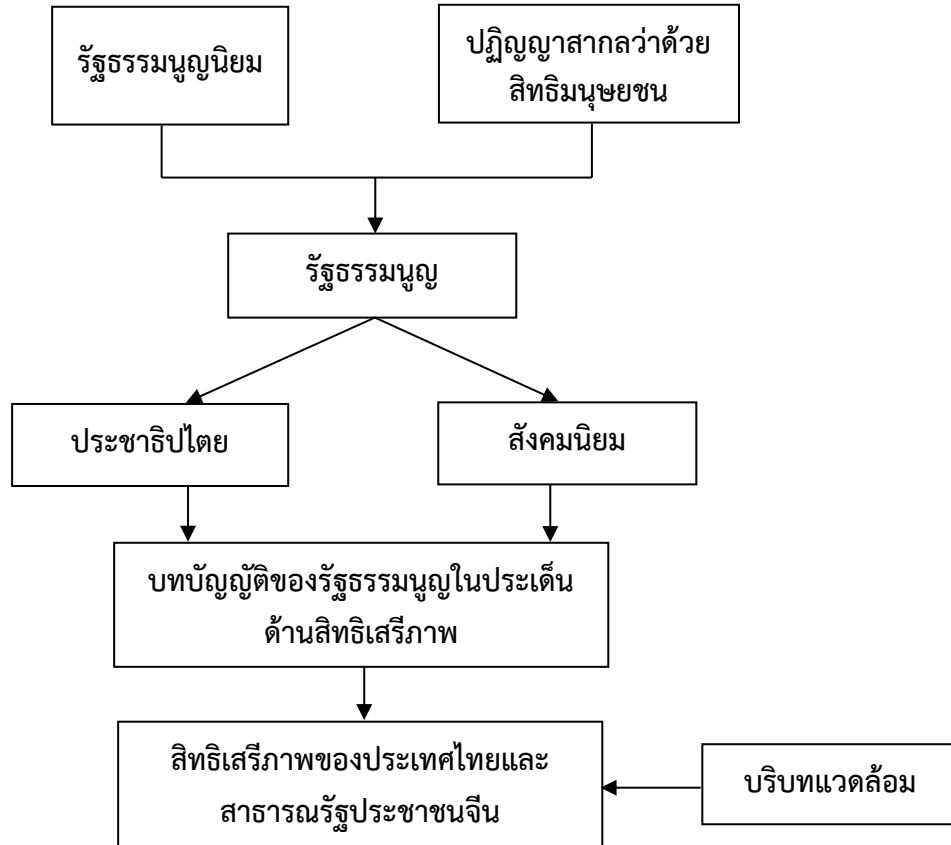 รัฐธรรมนูญนิยม
ปฏิญญาสากลว่าด้วย
สิทธิมนุษยชน
รัฐธรรมนูญ
ประชาธิปไตย
สังคมนิยม
บทบัญญัติของรัฐธรรมนูญในประเด็น
ด้านสิทธิเสรีภาพ
สิทธิเสรีภาพของประเทศไทยและ
สาธารณรัฐประชาชนจีน
บริบทแวดล้อม